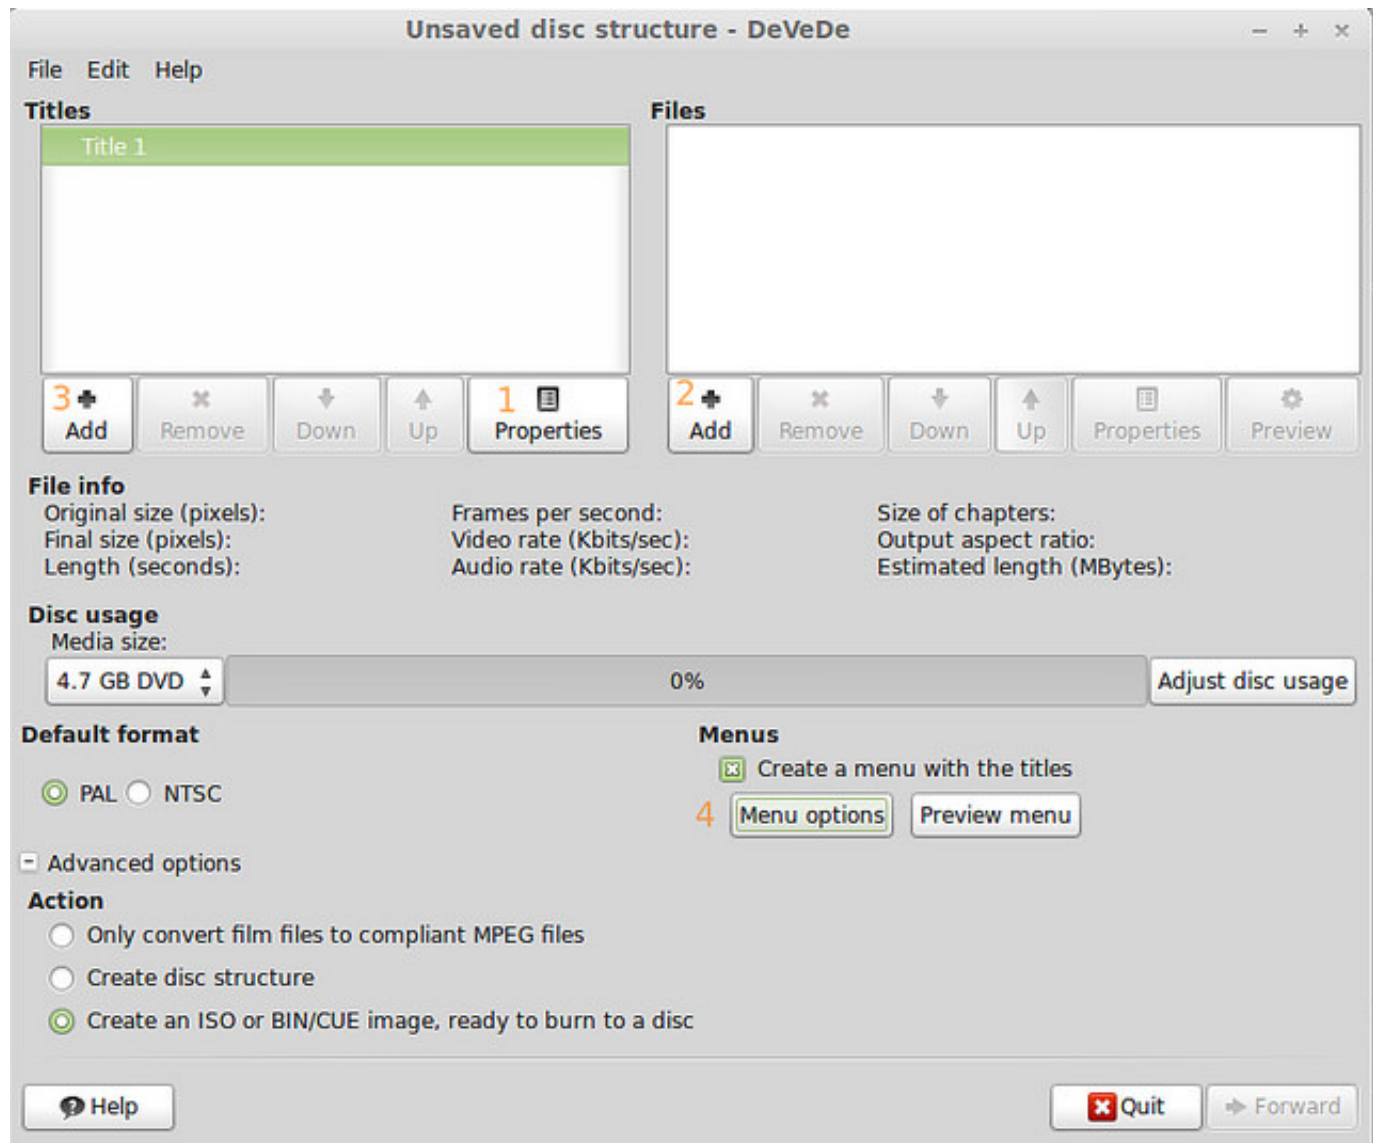 Unsaved disc structure - DeVeDe
File Edit Help
Titles
Files
Title 1
3 Add Remove Down Up 1 Properties
2 Add Remove Down Up Properties Preview
File info
Original size (pixels): Frames per second: Size of chapters:
Final size (pixels): Video rate (Kbits/sec): Output aspect ratio:
Length (seconds): Audio rate (Kbits/sec): Estimated length (MBytes):
Disc usage
Media size:
4.7 GB DVD 0% Adjust disc usage
Default format
Menus
Create a menu with the titles
PAL NTSC
4 Menu options Preview menu
Advanced options
Action
Only convert film files to compliant MPEG files
Create disc structure
Create an ISO or BIN/CUE image, ready to burn to a disc
Help Quit Forward